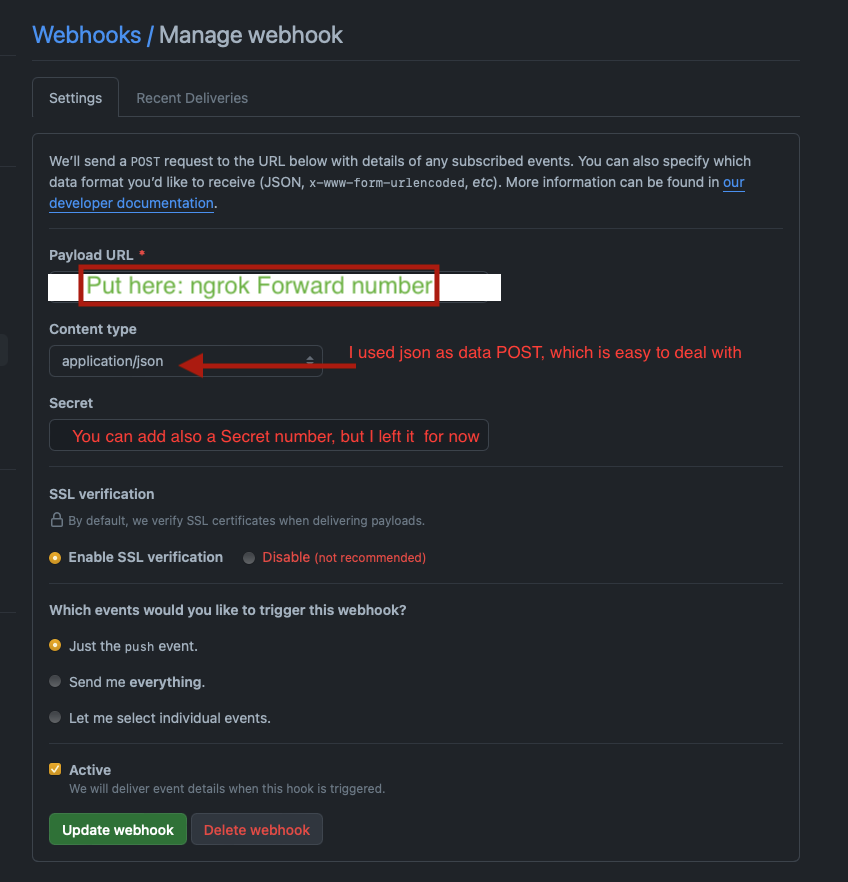 Webhooks / Manage webhook
Settings
Recent Deliveries
We'll send a POST request to the URL below with details of any subscribed events. You can also specify which
data format you'd like to receive (JSON, x-www-form-urlencoded, etc). More information can be found in our
developer documentation.
Payload URL *
Put here: ngrok Forward number
Content type
application/json
I used json as data POST, which is easy to deal with
Secret
You can add also a Secret number, but I left it for now
SSL verification
By default, we verify SSL certificates when delivering payloads.
Enable SSL verification
Disable (not recommended)
Which events would you like to trigger this webhook?
Just the push event.
Send me everything.
Let me select individual events.
Active
We will deliver event details when this hook is triggered.
Update webhook
Delete webhook